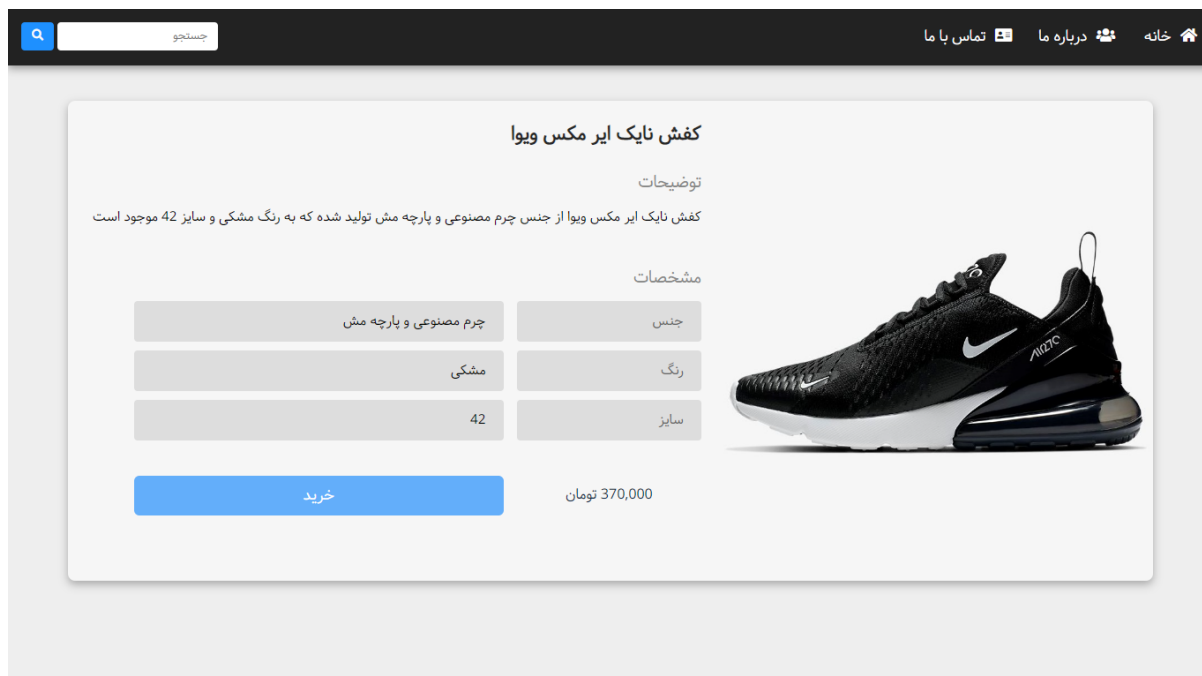 خانه درباره ما تماس با ما جستجو
کفش نایک ایر مکس ویوا
توضیحات
کفش نایک ایر مکس ویوا از جنس چرم مصنوعی و پارچه مش تولید شده که به رنگ مشکی و سایز 42 موجود است
مشخصات
جنس چرم مصنوعی و پارچه مش
رنگ مشکی
سایز 42
370,000 تومان خرید